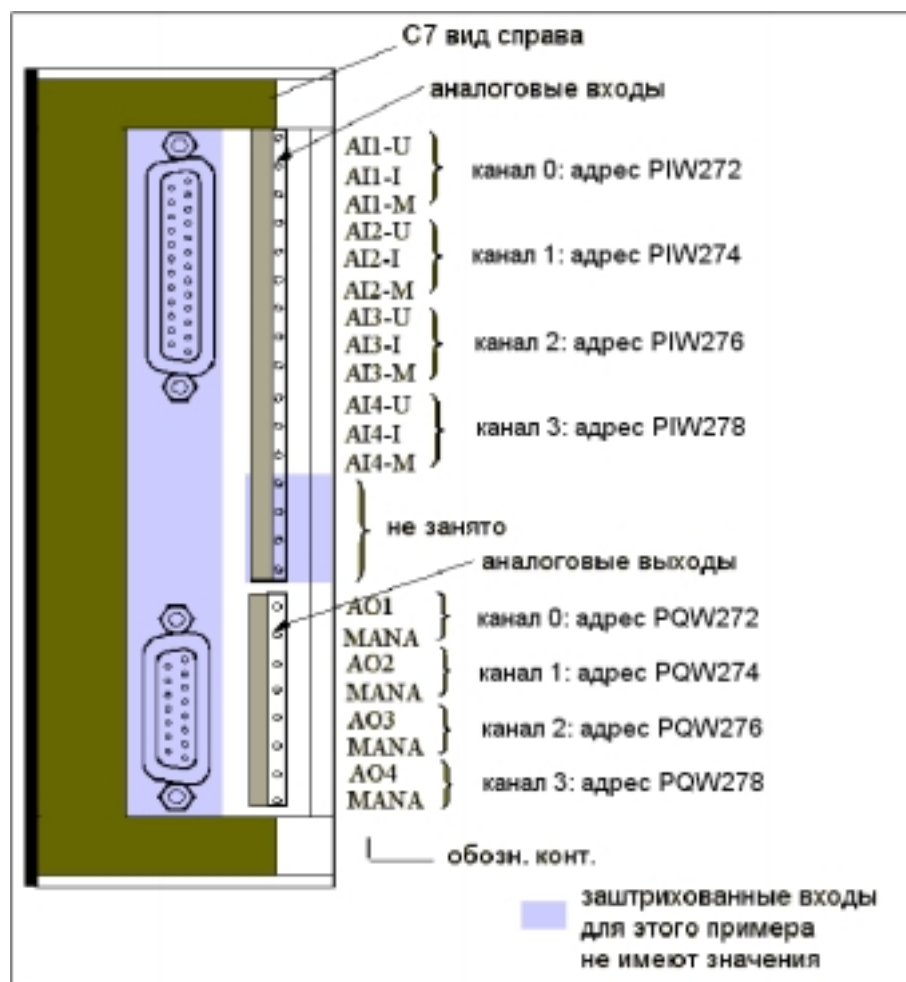 С7 вид справа
аналоговые входы
AI1-U
AI1-I
AI1-M
канал 0: адрес PIW272
AI2-U
AI2-I
AI2-M
канал 1: адрес PIW274
AI3-U
AI3-I
AI3-M
канал 2: адрес PIW276
AI4-U
AI4-I
AI4-M
канал 3: адрес PIW278
не занято
аналоговые выходы
AO1
MANA
канал 0: адрес PQW272
AO2
MANA
канал 1: адрес PQW274
AO3
MANA
канал 2: адрес PQW276
AO4
MANA
канал 3: адрес PQW278
обозн. конт.
заштрихованные входы
для этого примера
не имеют значения